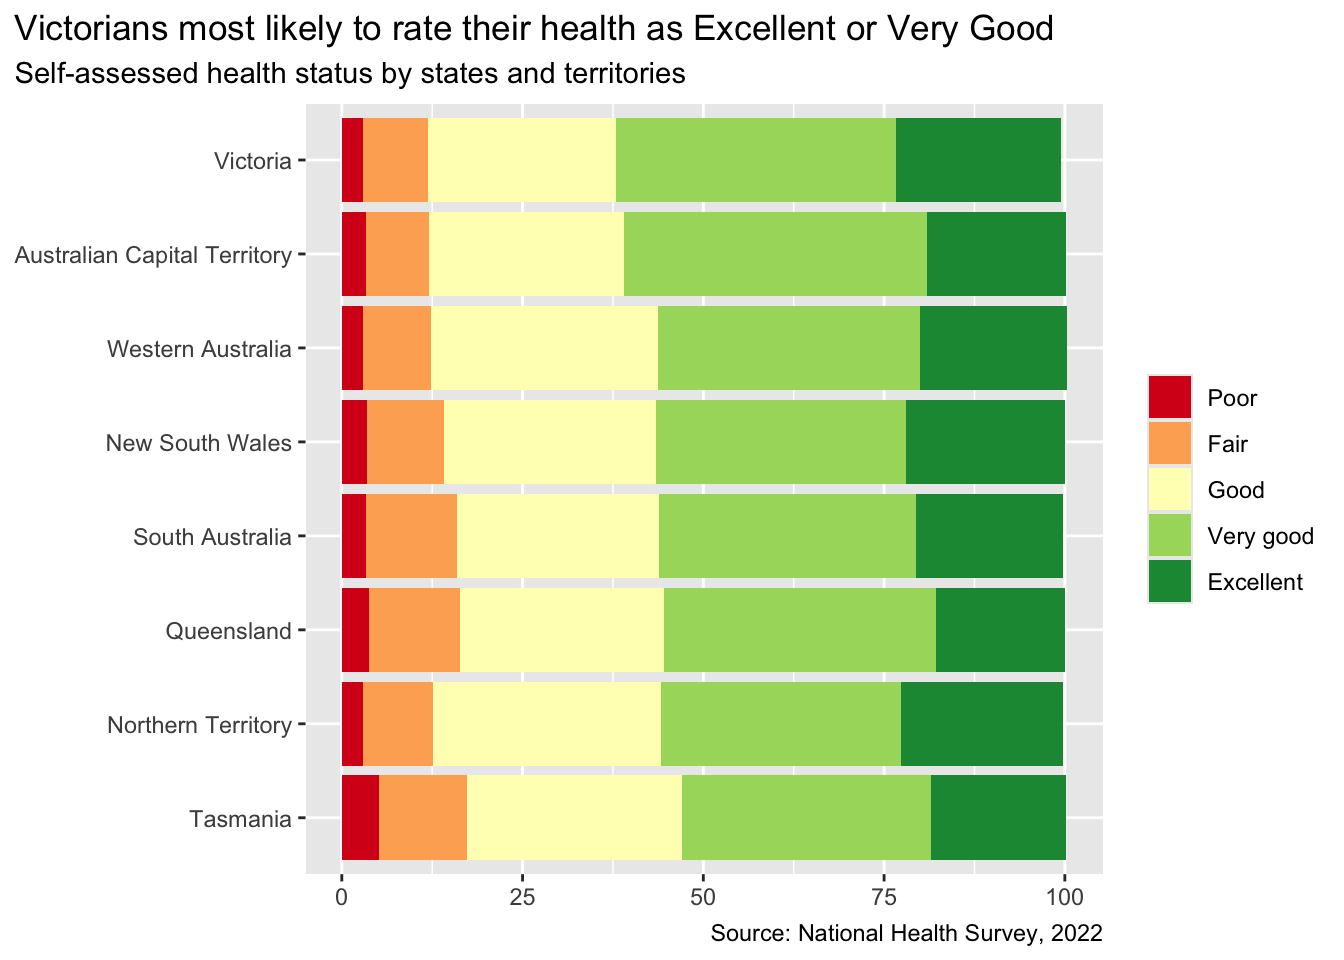 Victorians most likely to rate their health as Excellent or Very Good
Self-assessed health status by states and territories
Victoria
Australian Capital Territory
Western Australia
New South Wales
South Australia
Queensland
Northern Territory
Tasmania
0 25 50 75 100
Poor
Fair
Good
Very good
Excellent
Source: National Health Survey, 2022